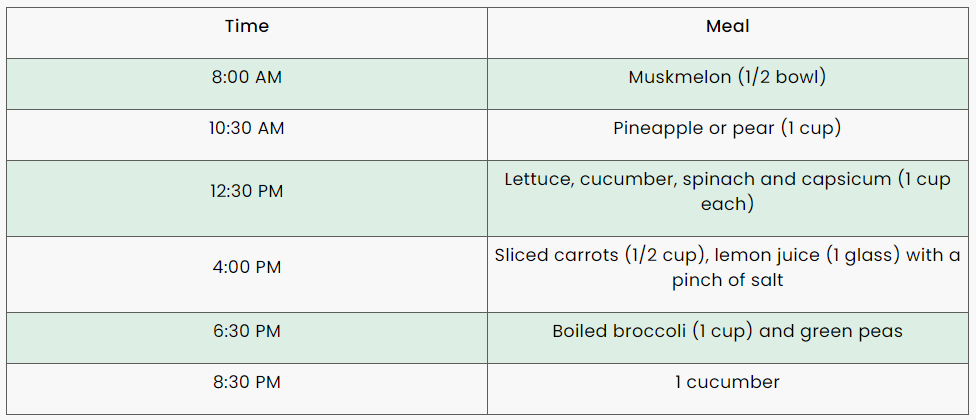 Time Meal
8:00 AM Muskmelon (1/2 bowl)
10:30 AM Pineapple or pear (1 cup)
12:30 PM Lettuce, cucumber, spinach and capsicum (1 cup
each)
4:00 PM Sliced carrots (1/2 cup), lemon juice (1 glass) with a
pinch of salt
6:30 PM Boiled broccoli (1 cup) and green peas
8:30 PM 1 cucumber